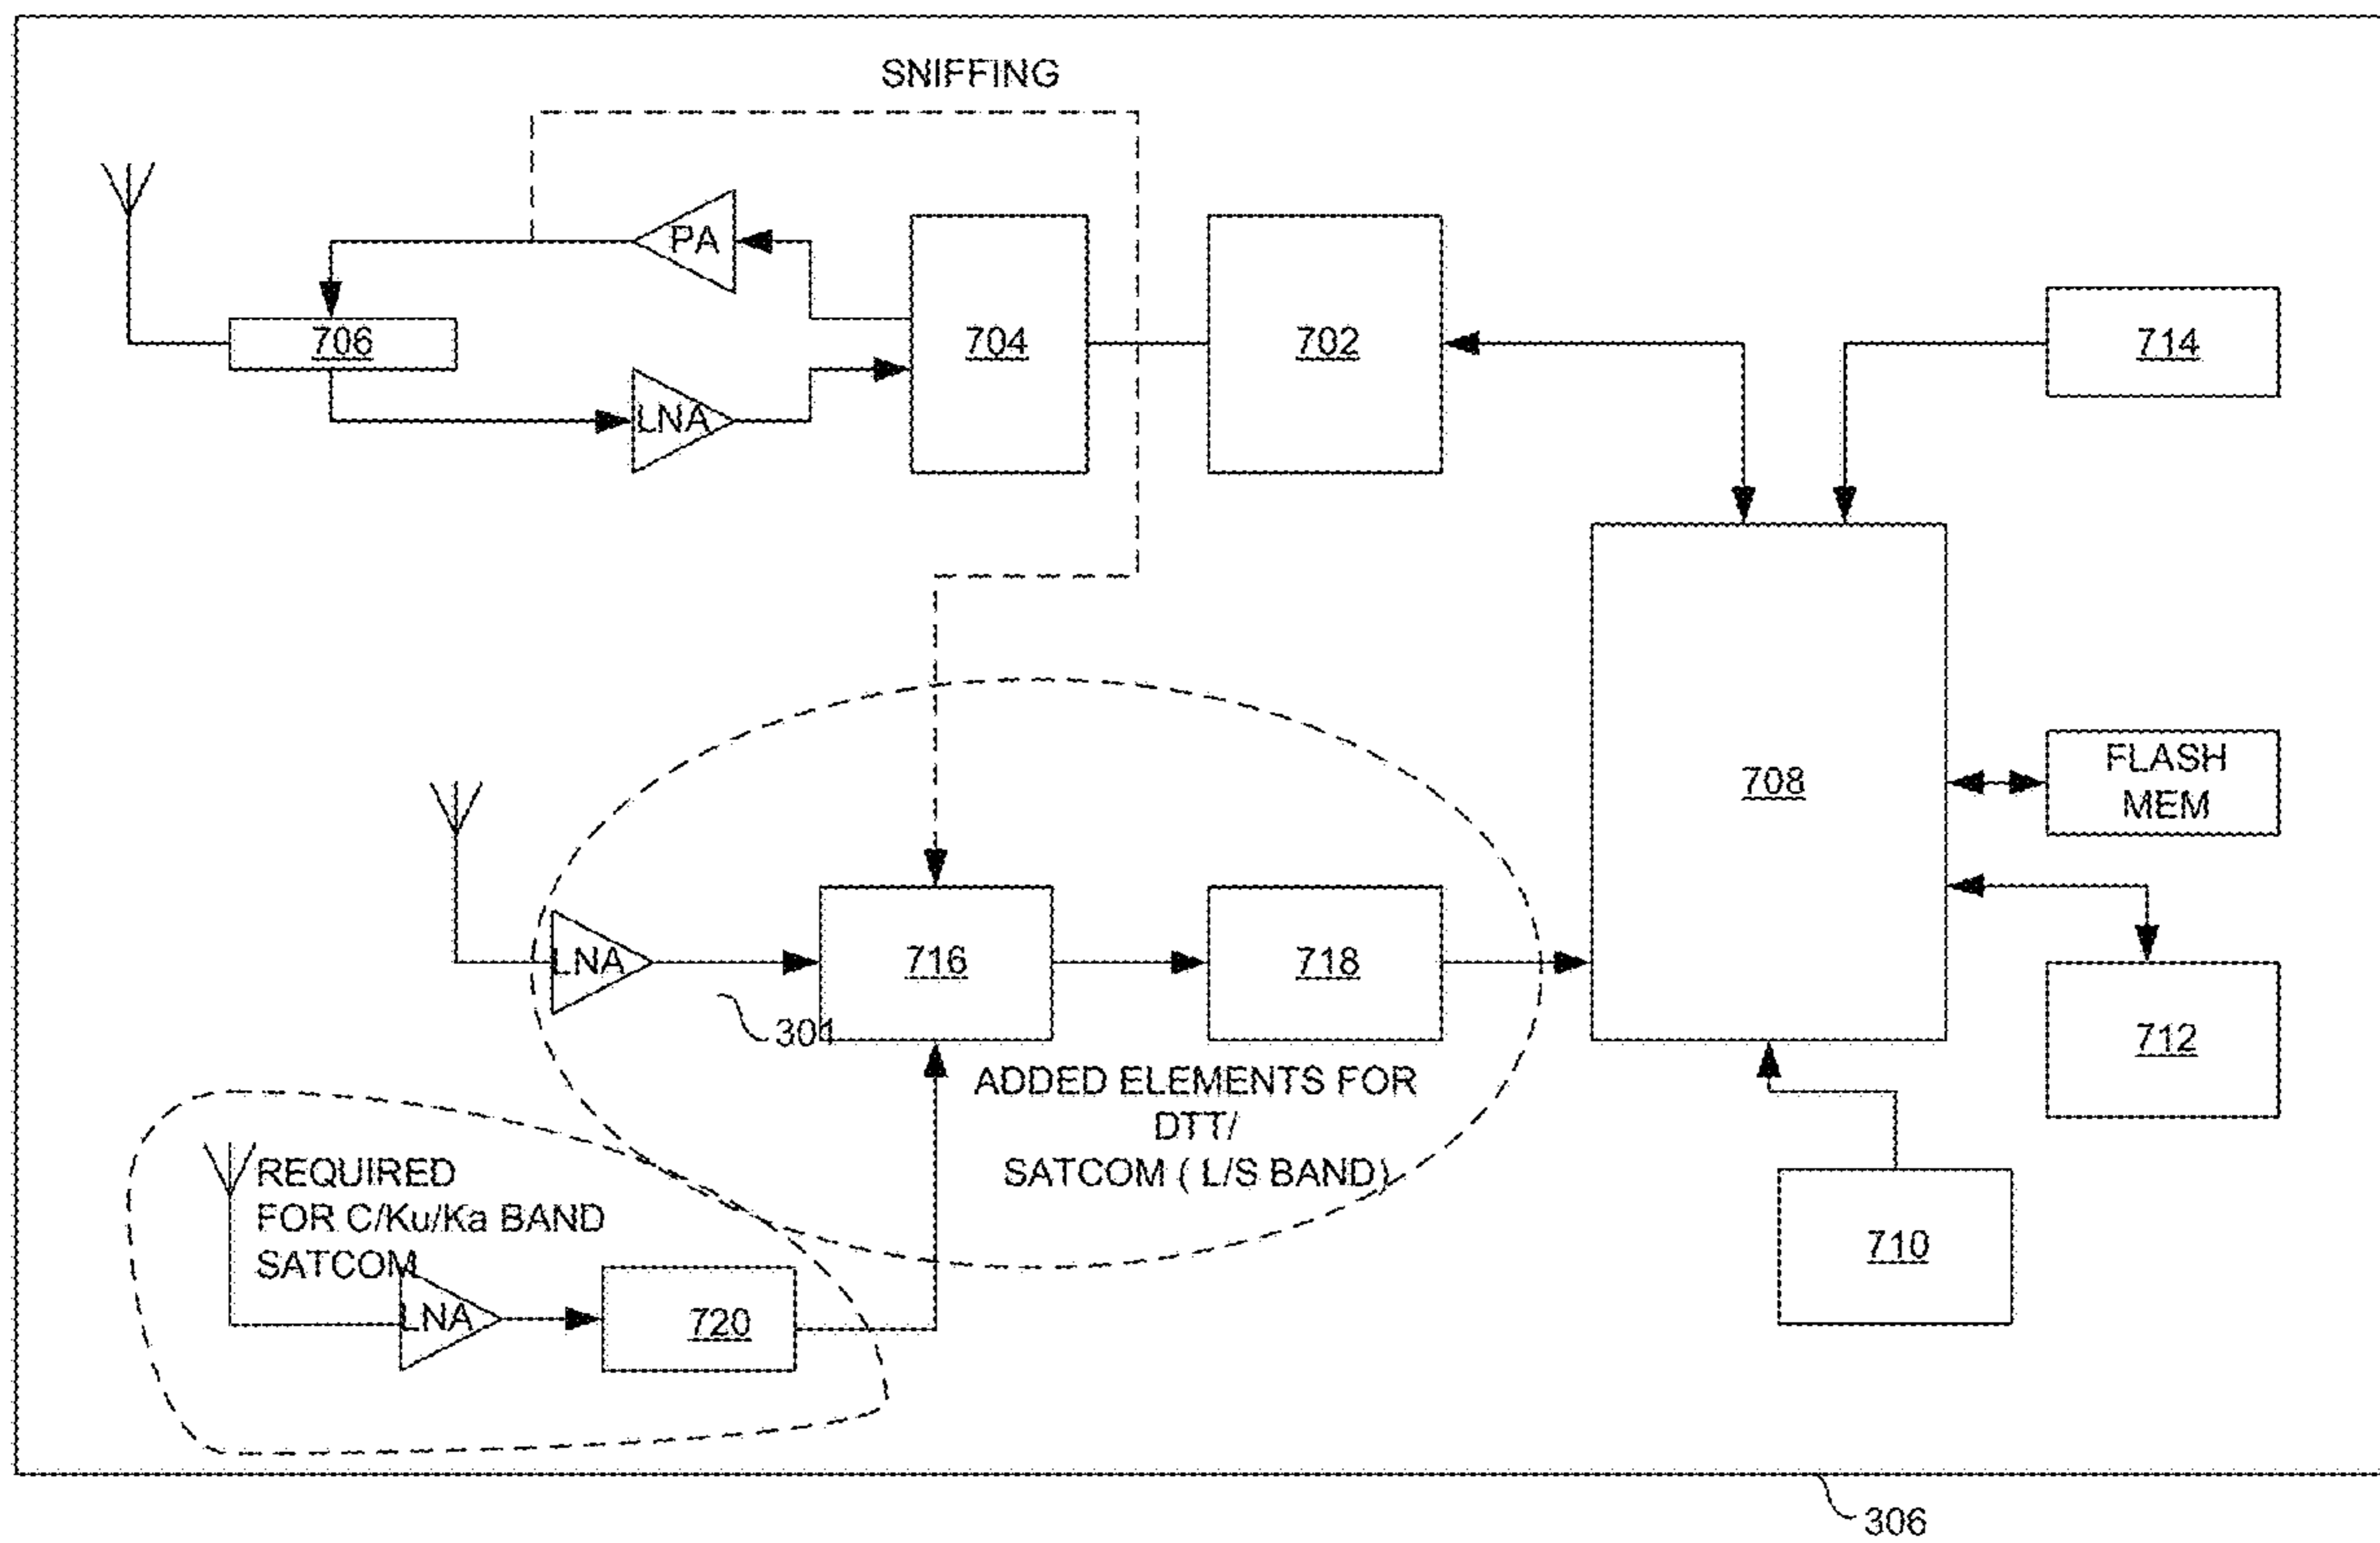 SNIFFING
PA
706
704
702
714
LNA
708
FLASH
MEM
LNA
716
718
301
712
ADDED ELEMENTS FOR
DTT/
SATCOM ( L/S BAND)
REQUIRED
FOR C/Ku/Ka BAND
SATCOM
LNA
720
710
306